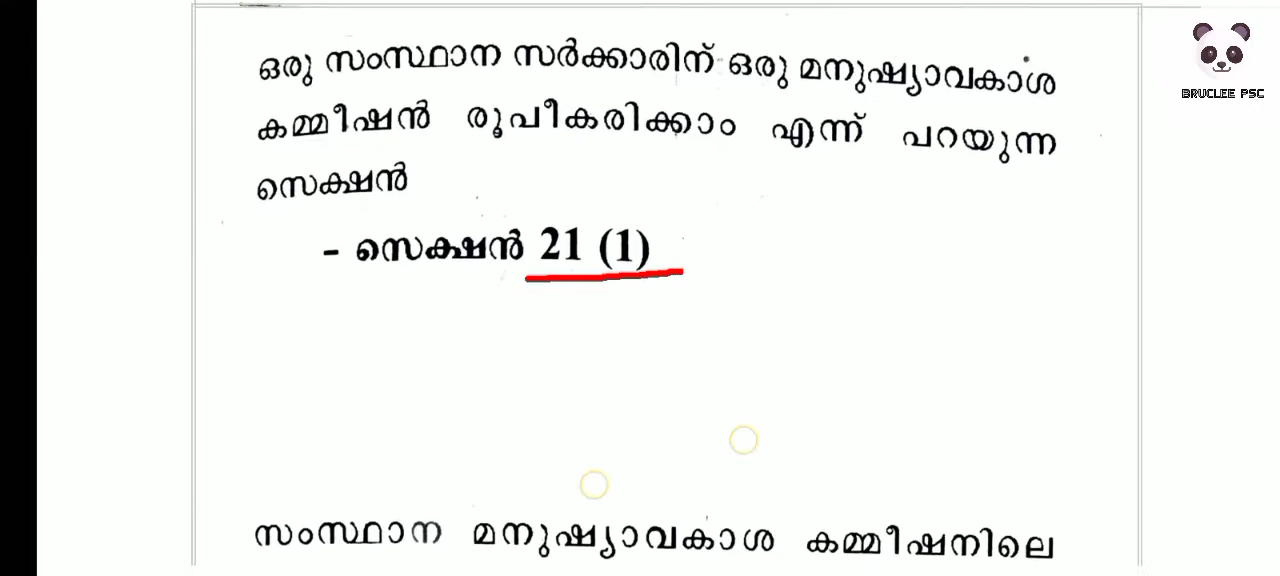 ഒരു സംസ്ഥാന സർക്കാരിന് ഒരു മനുഷ്യാവകാശ
കമ്മീഷൻ രൂപീകരിക്കാം എന്ന് പറയുന്ന
സെക്ഷൻ
- സെക്ഷൻ 21 (1)
സംസ്ഥാന മനുഷ്യാവകാശ കമ്മീഷനിലെ
BRUCLEE PSC